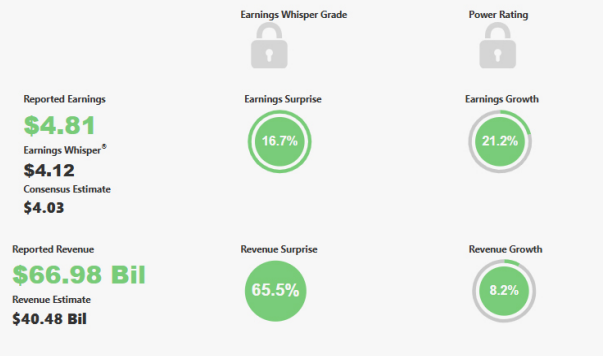 Earnings Whisper Grade
Power Rating
Reported Earnings
$4.81
Earnings Whisper®
$4.12
Consensus Estimate
$4.03
Earnings Surprise
16.7%
Earnings Growth
21.2%
Reported Revenue
$66.98 Bil
Revenue Estimate
$40.48 Bil
Revenue Surprise
65.5%
Revenue Growth
8.2%